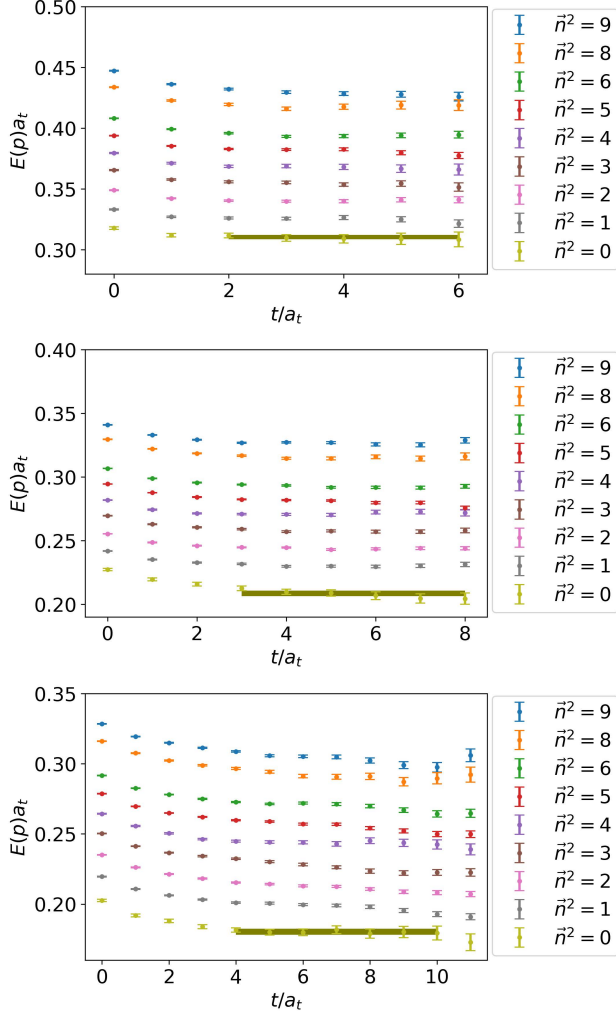 0.50
0.45
0.40
0.35
0.30
E(p)a_t
0 2 4 6
t/a_t
n⃗² = 9
n⃗² = 8
n⃗² = 6
n⃗² = 5
n⃗² = 4
n⃗² = 3
n⃗² = 2
n⃗² = 1
n⃗² = 0
0.40
0.35
0.30
0.25
0.20
E(p)a_t
0 2 4 6 8
t/a_t
n⃗² = 9
n⃗² = 8
n⃗² = 6
n⃗² = 5
n⃗² = 4
n⃗² = 3
n⃗² = 2
n⃗² = 1
n⃗² = 0
0.35
0.30
0.25
0.20
E(p)a_t
0 2 4 6 8 10
t/a_t
n⃗² = 9
n⃗² = 8
n⃗² = 6
n⃗² = 5
n⃗² = 4
n⃗² = 3
n⃗² = 2
n⃗² = 1
n⃗² = 0